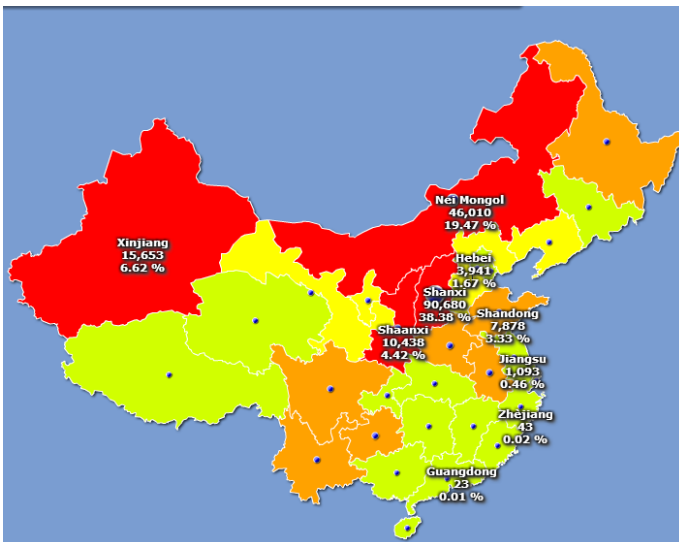 Nei Mongol
46,010
19.47 %
Xinjiang
15,653
6.62 %
Hebei
3,941
1.67 %
Shanxi
90,680
38.38 %
Shandong
7,878
3.33 %
Shaanxi
10,438
4.42 %
Jiangsu
1,093
0.46 %
Zhejiang
43
0.02 %
Guangdong
23
0.01 %